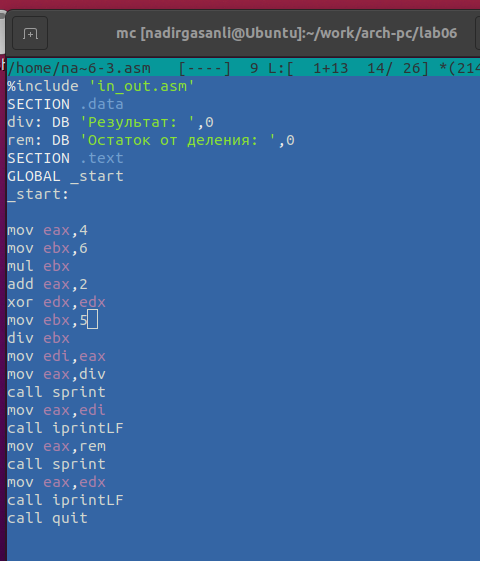 mc [nadirgasanli@Ubuntu]:~/work/arch-pc/lab06
/home/na~6-3.asm   [----]  9 L:[  1+13  14/ 26] *(214
%include 'in_out.asm'
SECTION .data
div: DB 'Результат: ',0
rem: DB 'Остаток от деления: ',0
SECTION .text
GLOBAL _start
_start:

mov eax,4
mov ebx,6
mul ebx
add eax,2
xor edx,edx
mov ebx,5
div ebx
mov edi,eax
mov eax,div
call sprint
mov eax,edi
call iprintLF
mov eax,rem
call sprint
mov eax,edx
call iprintLF
call quit